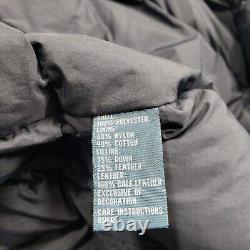 SHELL
100% POLYESTER
LINING:
60% NYLON
40% COTTON
FILLING:
75% DOWN
25% FEATHER
LEATHER:
100% CALF LEATHER
EXCLUSIVE OF
DECORATION
CARE INSTRUCTIONS
OVERE